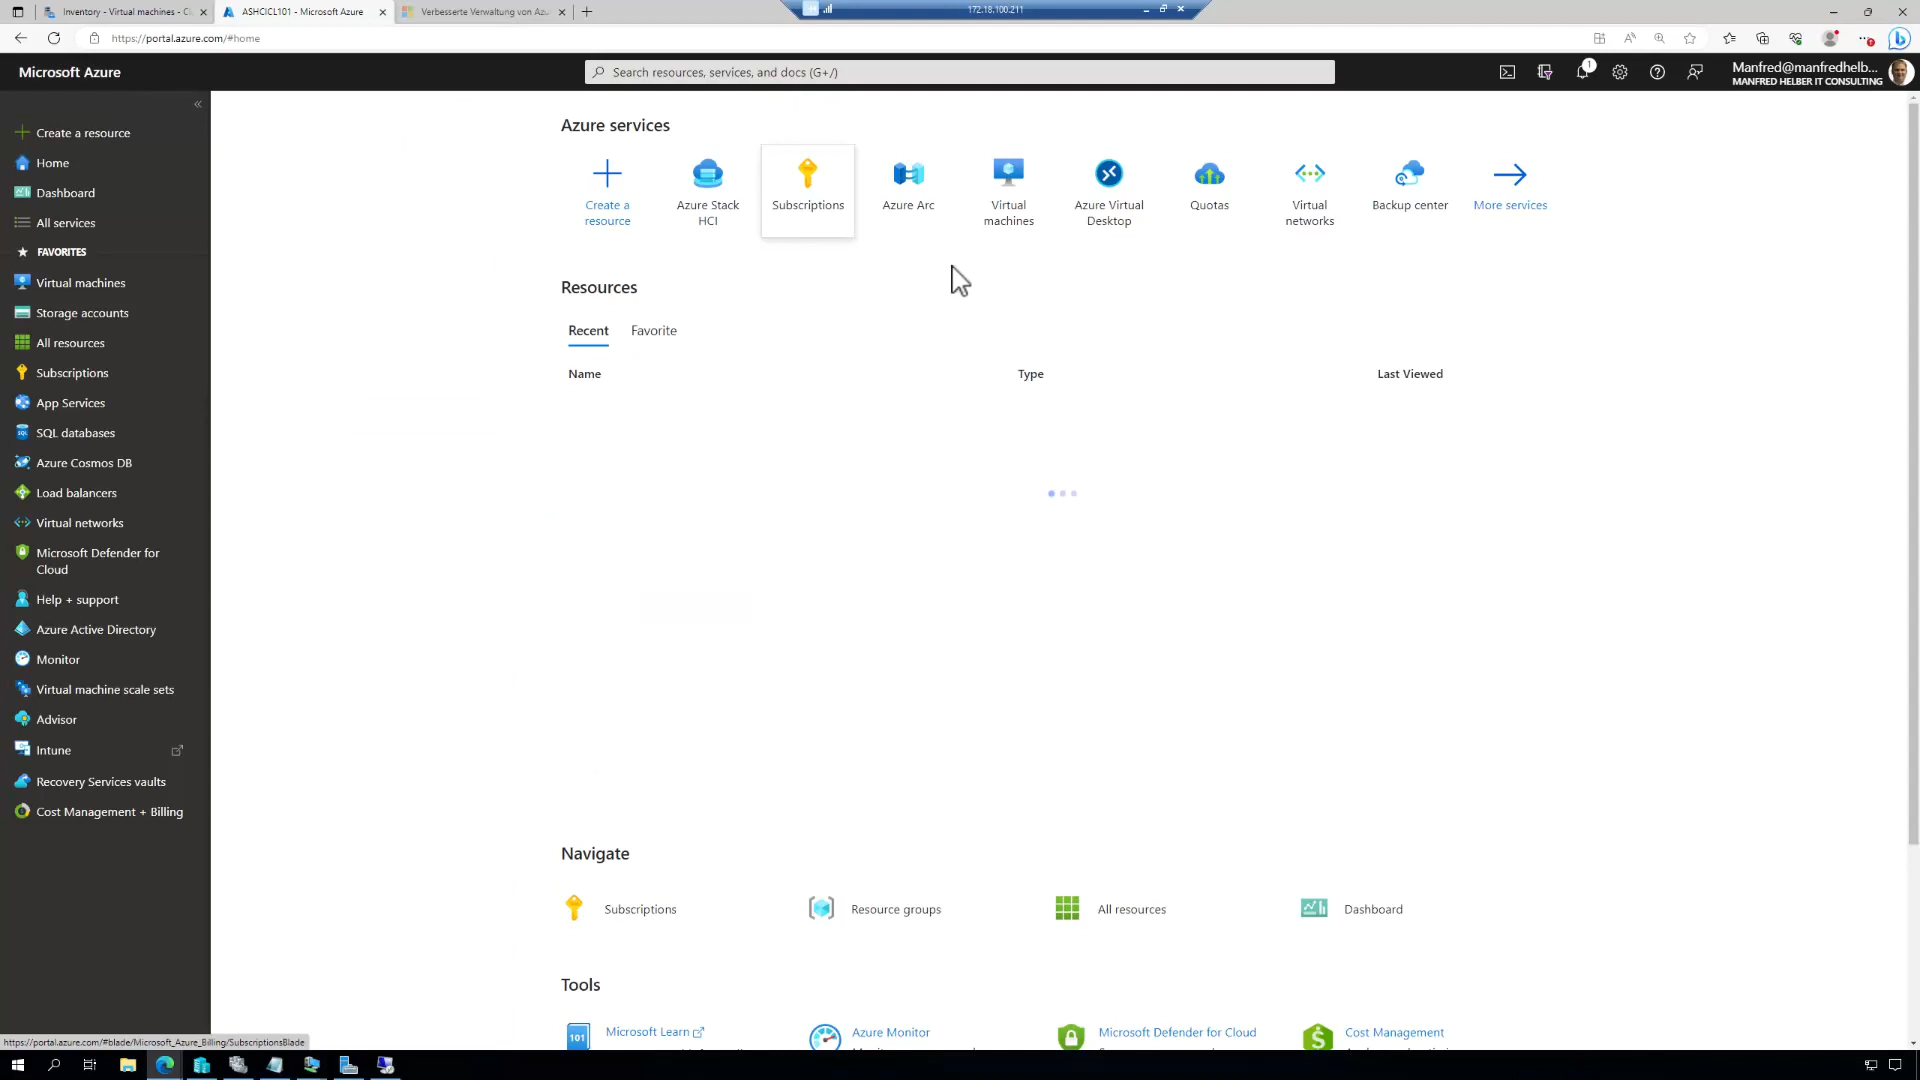 Inventory - Virtual machines - Cl
ASHCICL101 - Microsoft Azure
Verbesserte Verwaltung von Azu
172.18.100.211
https://portal.azure.com/#home
Microsoft Azure
Search resources, services, and docs (G+/)
1
Manfred@manfredhelb...
MANFRED HELBER IT CONSULTING
Create a resource
Home
Dashboard
All services
FAVORITES
Virtual machines
Storage accounts
All resources
Subscriptions
App Services
SQL databases
Azure Cosmos DB
Load balancers
Virtual networks
Microsoft Defender for
Cloud
Help + support
Azure Active Directory
Monitor
Virtual machine scale sets
Advisor
Intune
Recovery Services vaults
Cost Management + Billing
Azure services
Create a
resource
Azure Stack
HCI
Subscriptions
Azure Arc
Virtual
machines
Azure Virtual
Desktop
Quotas
Virtual
networks
Backup center
More services
Resources
Recent
Favorite
Name
Type
Last Viewed
Navigate
Subscriptions
Resource groups
All resources
Dashboard
Tools
101
Microsoft Learn
Azure Monitor
Microsoft Defender for Cloud
Cost Management
https://portal.azure.com/#blade/Microsoft_Azure_Billing/SubscriptionsBlade